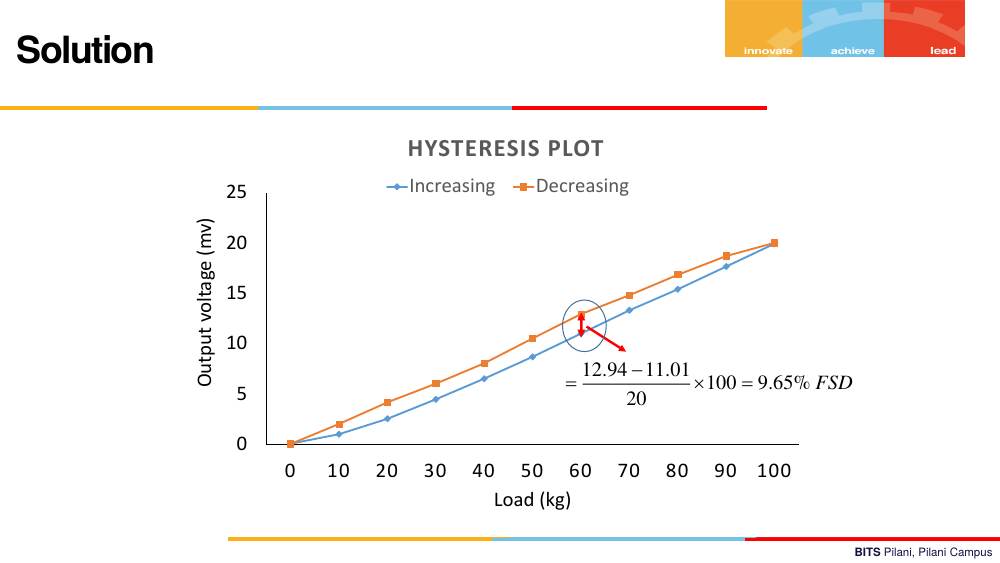 Solution
innovate achieve lead
HYSTERESIS PLOT
Increasing Decreasing
25
20
15
10
5
0
Output voltage (mv)
= (12.94 – 11.01) / 20 × 100 = 9.65% FSD
0 10 20 30 40 50 60 70 80 90 100
Load (kg)
BITS Pilani, Pilani Campus